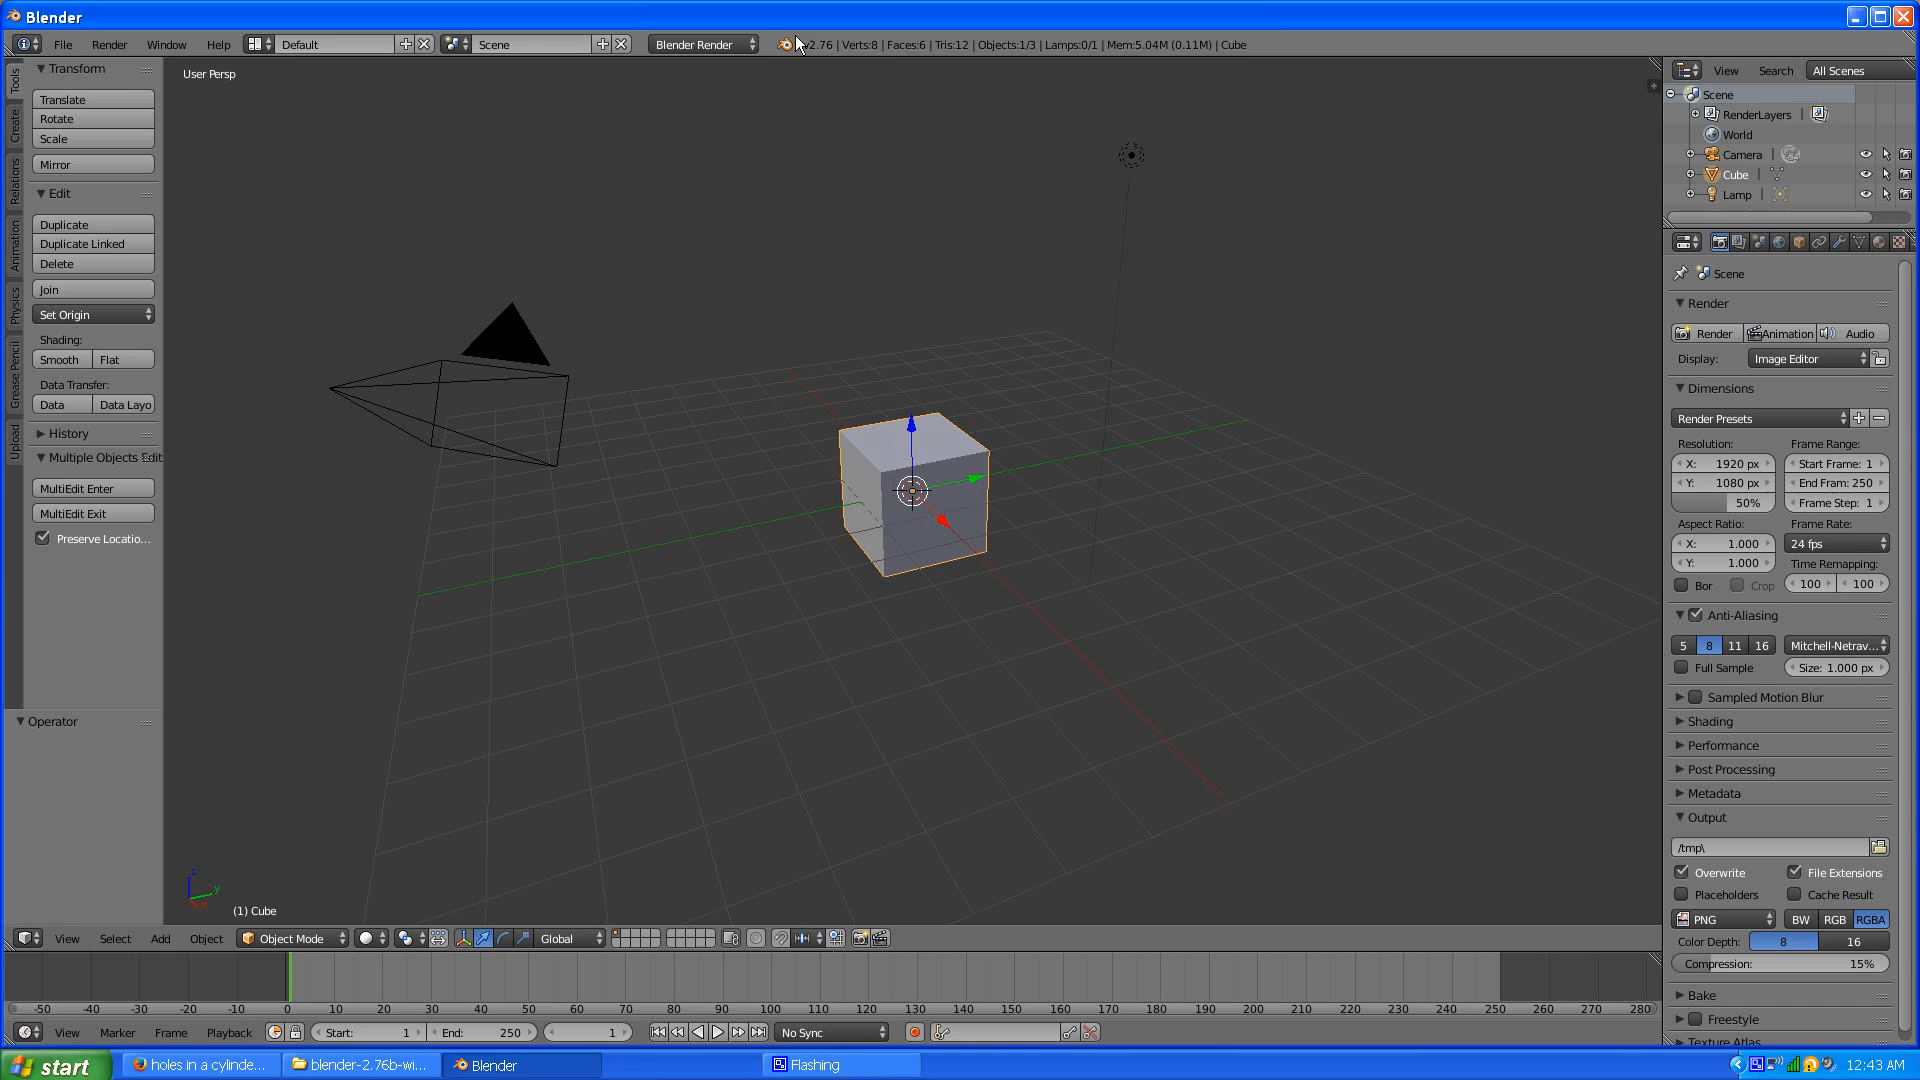 Blender
File Render Window Help Default Scene Blender Render v2.76 | Verts:8 | Faces:6 | Tris:12 | Objects:1/3 | Lamps:0/1 | Mem:5.04M (0.11M) | Cube
Tools
Create
Relations
Animation
Physics
Grease Pencil
Upload
Transform
Translate
Rotate
Scale
Mirror
Edit
Duplicate
Duplicate Linked
Delete
Join
Set Origin
Shading:
Smooth Flat
Data Transfer:
Data Data Layo
History
Multiple Objects Edit
MultiEdit Enter
MultiEdit Exit
Preserve Locatio...
Operator
User Persp
z
y
x
(1) Cube
View Search All Scenes
Scene
RenderLayers |
World
Camera |
Cube |
Lamp |
Scene
Render
Render Animation Audio
Display: Image Editor
Dimensions
Render Presets
Resolution: Frame Range:
X: 1920 px Start Frame: 1
Y: 1080 px End Fram: 250
50% Frame Step: 1
Aspect Ratio: Frame Rate:
X: 1.000 24 fps
Y: 1.000 Time Remapping:
Bor Crop 100 100
Anti-Aliasing
5 8 11 16 Mitchell-Netrav...
Full Sample Size: 1.000 px
Sampled Motion Blur
Shading
Performance
Post Processing
Metadata
Output
/tmp\
Overwrite File Extensions
Placeholders Cache Result
PNG BW RGB RGBA
Color Depth: 8 16
Compression: 15%
Bake
Freestyle
Texture Atlas
View Select Add Object Object Mode Global
-50 -40 -30 -20 -10 0 10 20 30 40 50 60 70 80 90 100 110 120 130 140 150 160 170 180 190 200 210 220 230 240 250 260 270 280
View Marker Frame Playback Start: 1 End: 250 1 No Sync
start holes in a cylinde... blender-2.76b-wi... Blender Flashing 12:43 AM